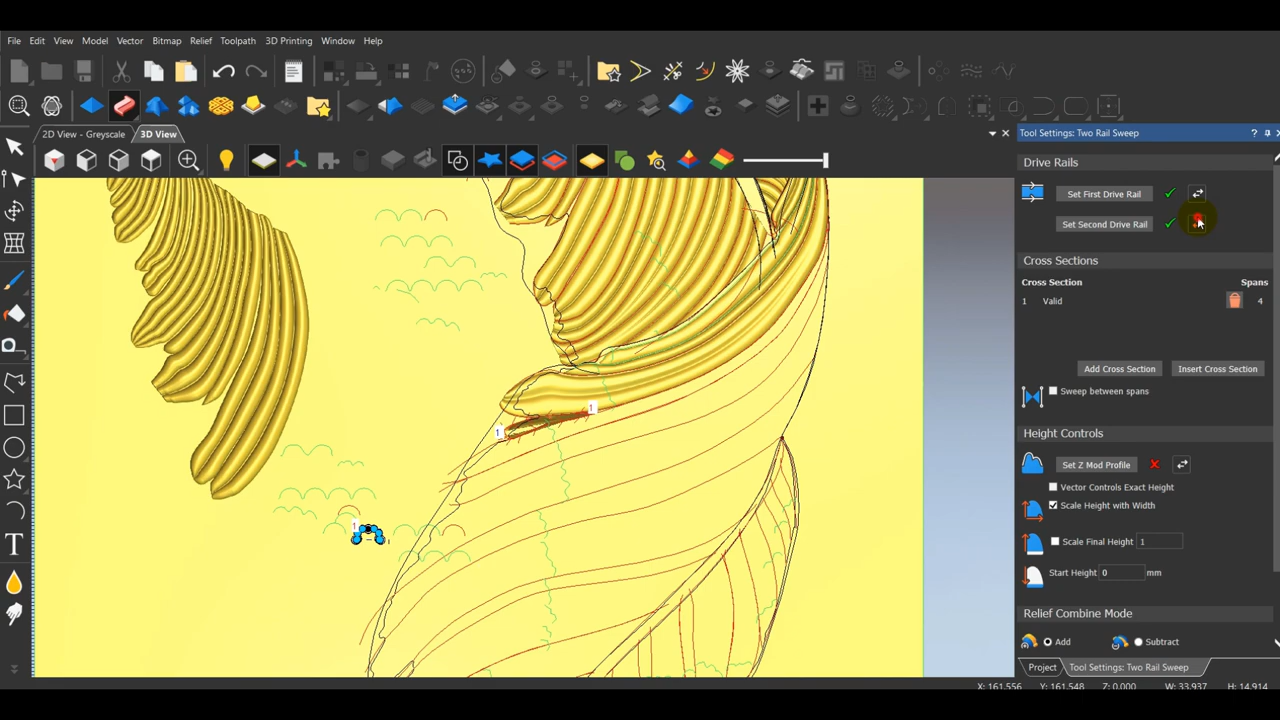 File Edit View Model Vector Bitmap Relief Toolpath 3D Printing Window Help
2D View - Greyscale 3D View
Tool Settings: Two Rail Sweep
Drive Rails
Set First Drive Rail
Set Second Drive Rail
Cross Sections
Cross Section Spans
1 Valid 4
Add Cross Section Insert Cross Section
Sweep between spans
Height Controls
Set Z Mod Profile
Vector Controls Exact Height
Scale Height with Width
Scale Final Height 1
Start Height 0 mm
Relief Combine Mode
Add Subtract
Project Tool Settings: Two Rail Sweep
X: 161.556 Y: 161.548 Z: 0.000 W: 33.937 H: 14.914
1
1
1
T